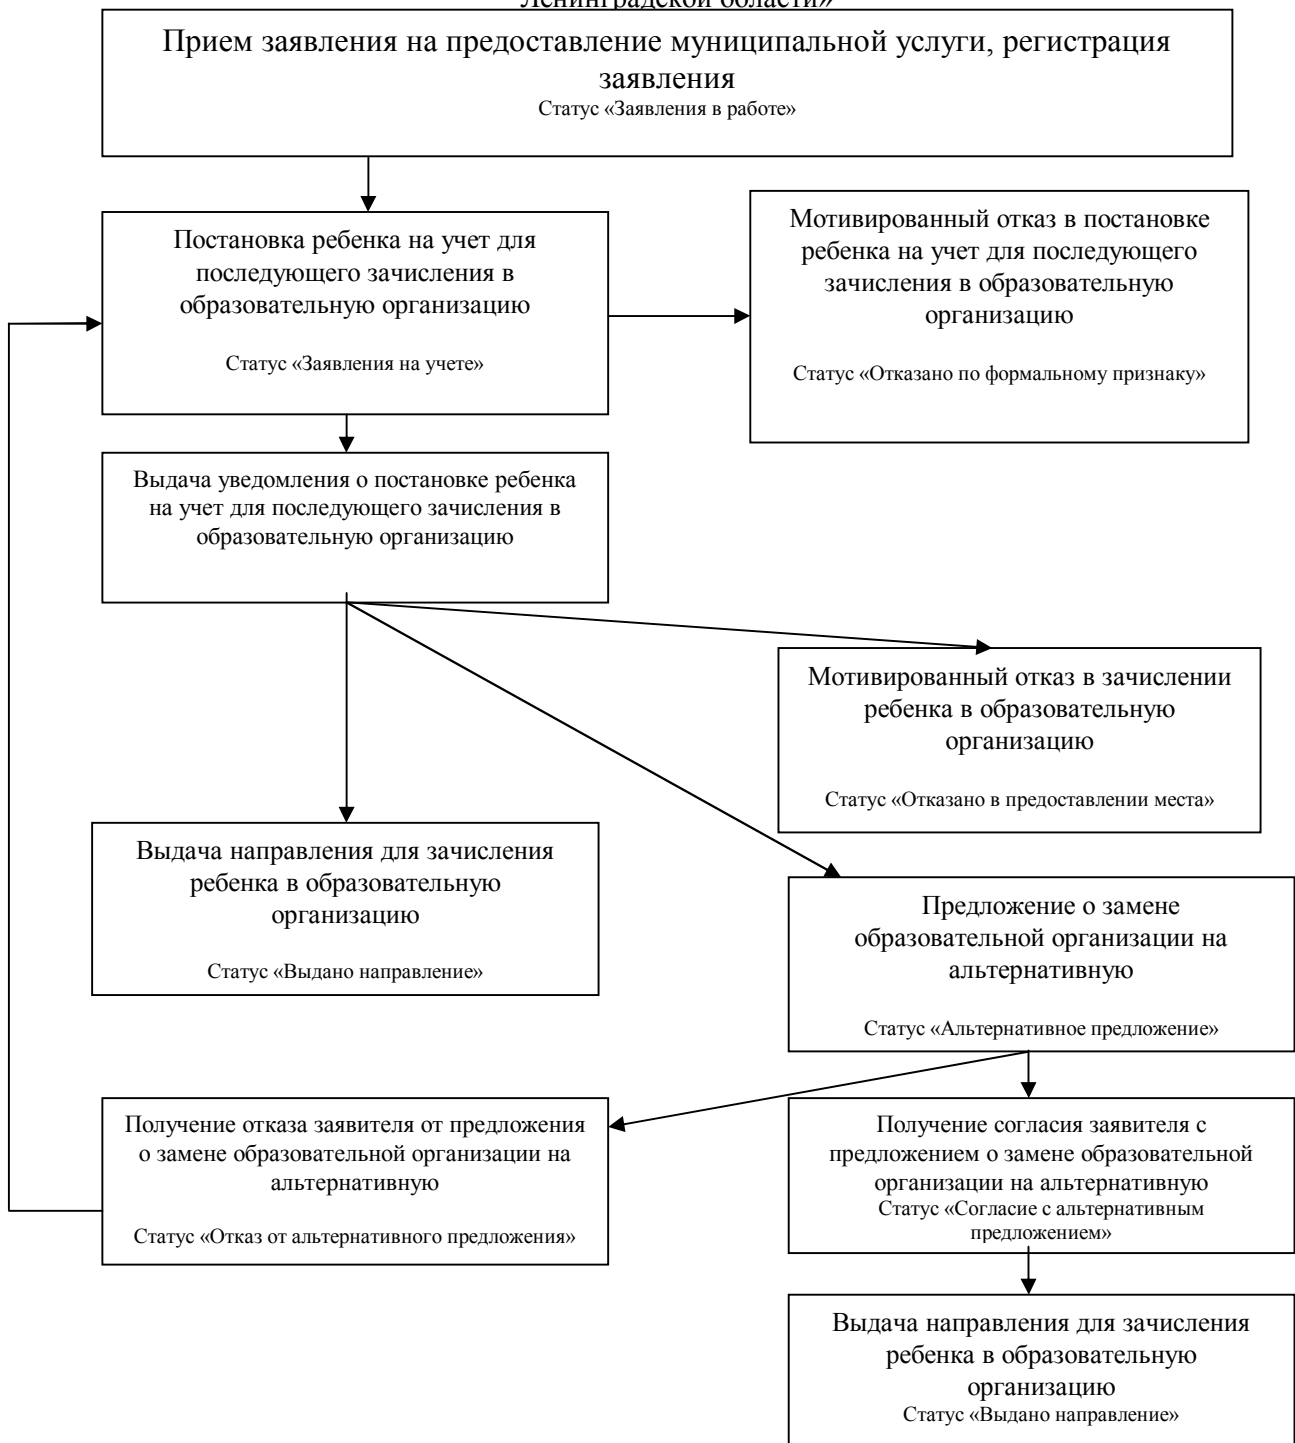 Ленинградской области»
Прием заявления на предоставление муниципальной услуги, регистрация
заявления
Статус «Заявления в работе»
Постановка ребенка на учет для
последующего зачисления в
образовательную организацию
Статус «Заявления на учете»
Мотивированный отказ в постановке
ребенка на учет для последующего
зачисления в образовательную
организацию
Статус «Отказано по формальному признаку»
Выдача уведомления о постановке ребенка
на учет для последующего зачисления в
образовательную организацию
Мотивированный отказ в зачислении
ребенка в образовательную
организацию
Статус «Отказано в предоставлении места»
Выдача направления для зачисления
ребенка в образовательную
организацию
Статус «Выдано направление»
Предложение о замене
образовательной организации на
альтернативную
Статус «Альтернативное предложение»
Получение отказа заявителя от предложения
о замене образовательной организации на
альтернативную
Статус «Отказ от альтернативного предложения»
Получение согласия заявителя с
предложением о замене образовательной
организации на альтернативную
Статус «Согласие с альтернативным
предложением»
Выдача направления для зачисления
ребенка в образовательную
организацию
Статус «Выдано направление»